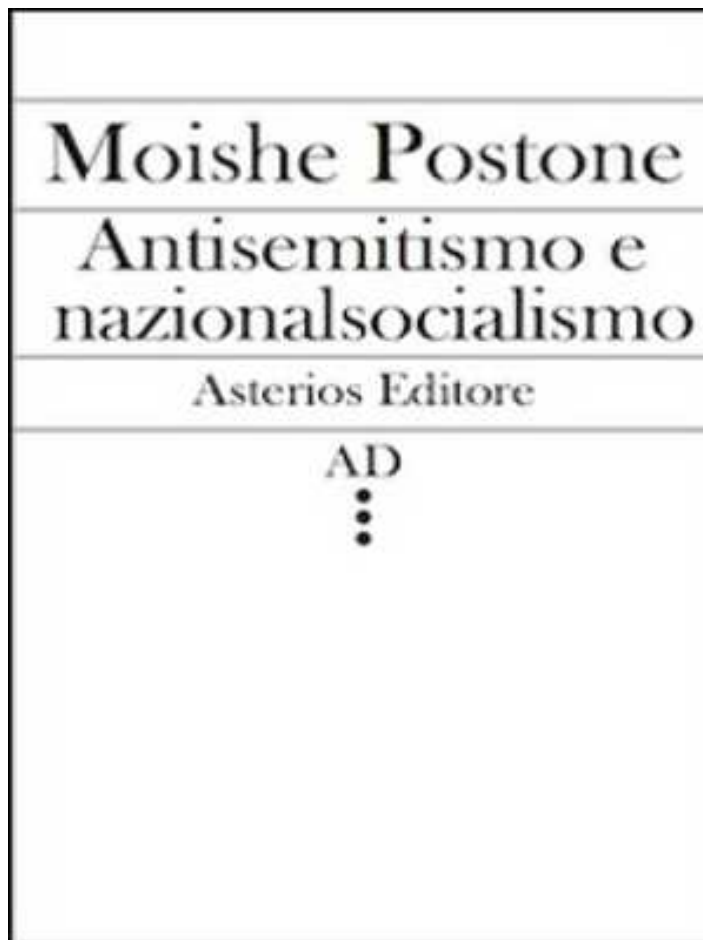 Moishe Postone
Antisemitismo e
nazionalsocialismo
Asterios Editore
AD